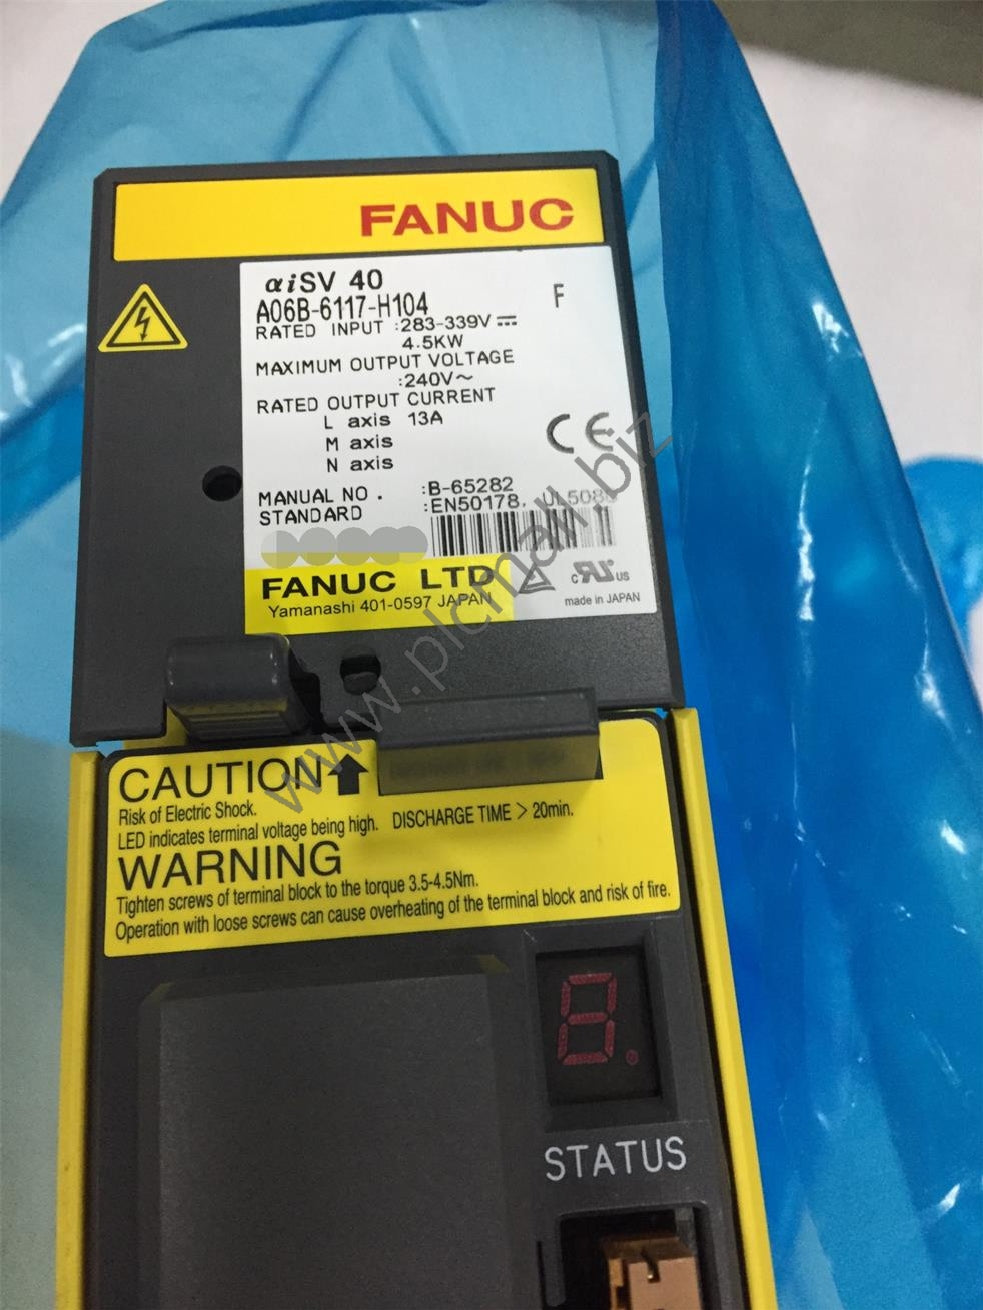 FANUC
αiSV 40
A06B-6117-H104
F
RATED INPUT :283-339V⎓
4.5KW
MAXIMUM OUTPUT VOLTAGE
:240V~
RATED OUTPUT CURRENT
L axis 13A
M axis
N axis
CE
MANUAL NO. :B-65282
STANDARD :EN50178,
FANUC LTD
Yamanashi 401-0597 JAPAN
c US
made in JAPAN
www.plcmall.biz
CAUTION
Risk of Electric Shock.
LED indicates terminal voltage being high. DISCHARGE TIME > 20min.
WARNING
Tighten screws of terminal block to the torque 3.5-4.5Nm.
Operation with loose screws can cause overheating of the terminal block and risk of fire.
8.
STATUS